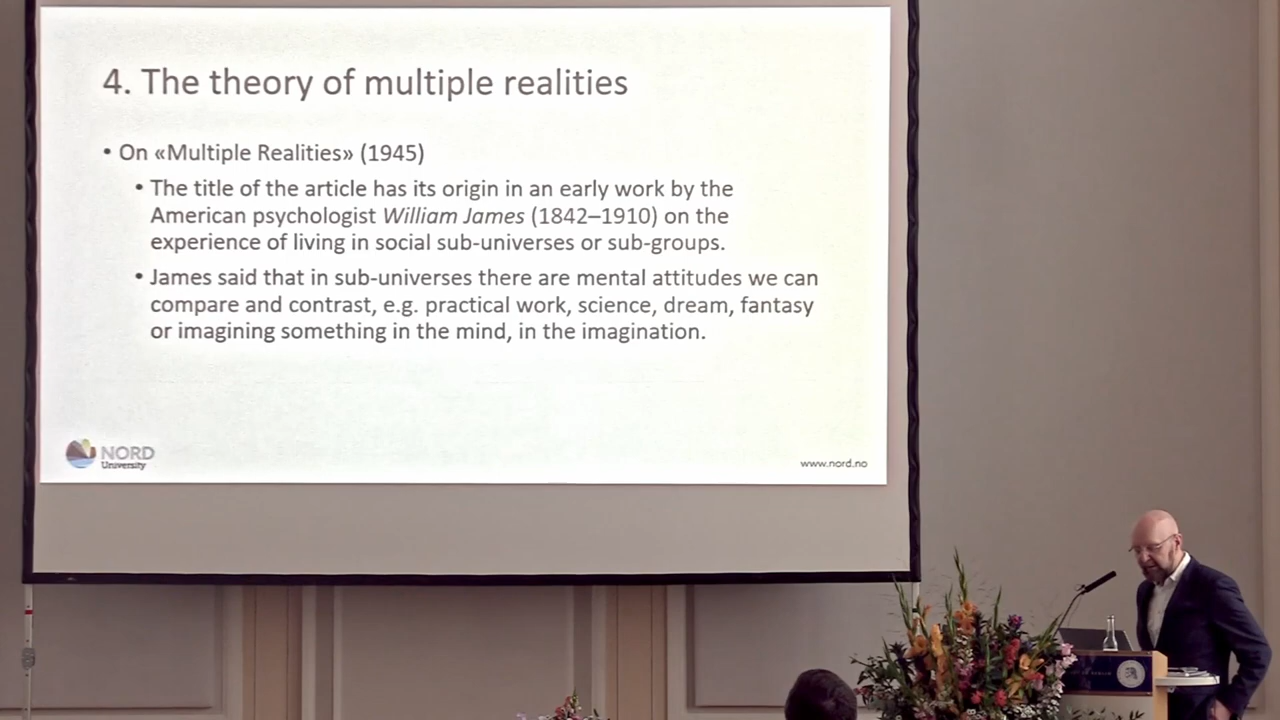 4. The theory of multiple realities
• On «Multiple Realities» (1945)
• The title of the article has its origin in an early work by the
American psychologist William James (1842–1910) on the
experience of living in social sub-universes or sub-groups.
• James said that in sub-universes there are mental attitudes we can
compare and contrast, e.g. practical work, science, dream, fantasy
or imagining something in the mind, in the imagination.
NORD
University
www.nord.no